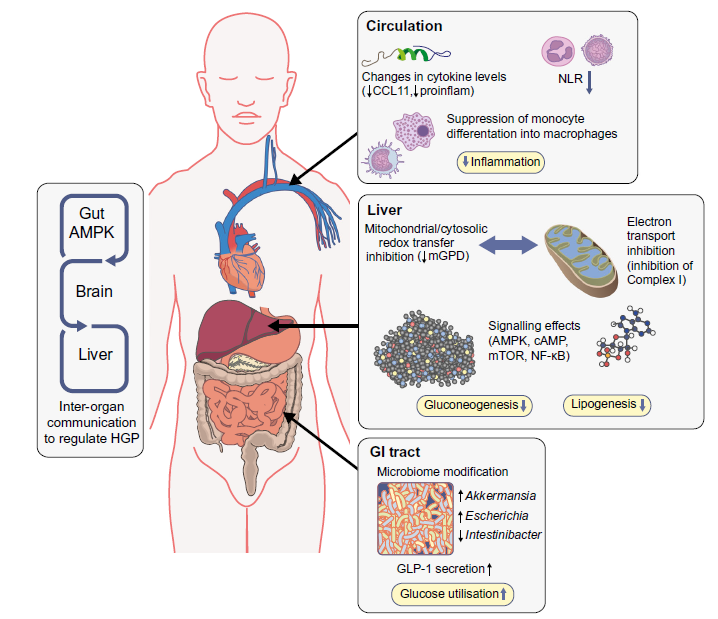 Circulation
Changes in cytokine levels
(↓CCL11,↓proinflam)
NLR ↓
Suppression of monocyte
differentation into macrophages
↓ Inflammation
Gut
AMPK
Brain
Liver
Inter-organ
communication
to regulate HGP
Liver
Mitochondrial/cytosolic
redox transfer
inhibition (↓mGPD)
Electron
transport
inhibition
(inhibition of
Complex I)
Signalling effects
(AMPK, cAMP,
mTOR, NF-κB)
Gluconeogenesis ↓
Lipogenesis ↓
GI tract
Microbiome modification
↑ Akkermansia
↑ Escherichia
↓ Intestinibacter
GLP-1 secretion ↑
Glucose utilisation ↑